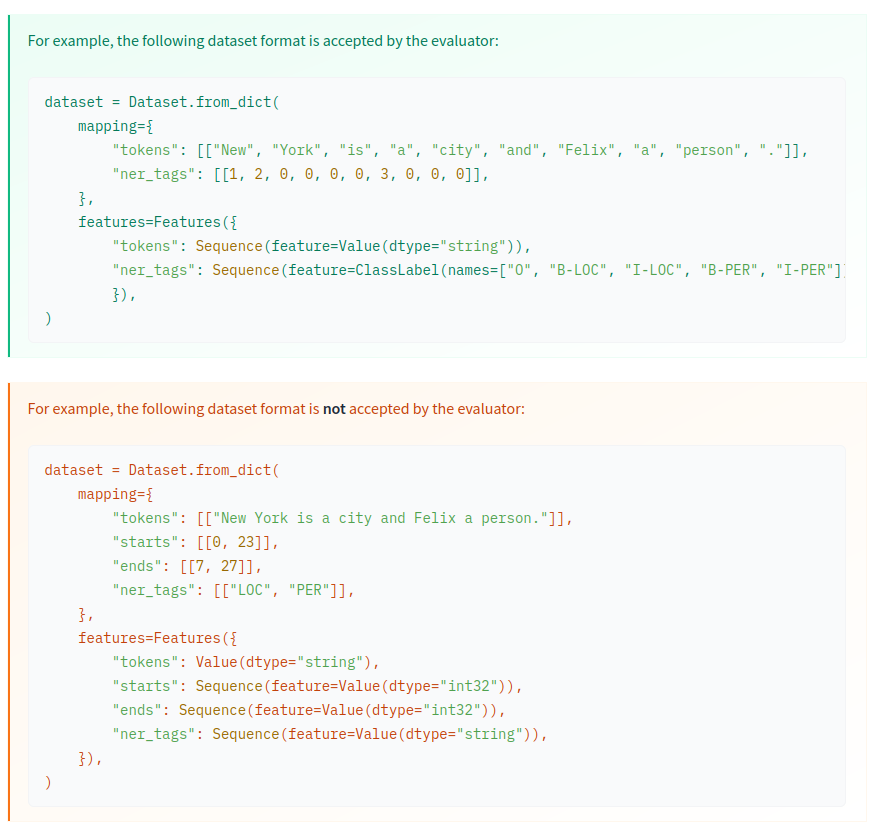 For example, the following dataset format is accepted by the evaluator:
dataset = Dataset.from_dict(
    mapping={
        "tokens": [["New", "York", "is", "a", "city", "and", "Felix", "a", "person", "."]],
        "ner_tags": [[1, 2, 0, 0, 0, 0, 3, 0, 0, 0]],
    },
    features=Features({
        "tokens": Sequence(feature=Value(dtype="string")),
        "ner_tags": Sequence(feature=ClassLabel(names=["O", "B-LOC", "I-LOC", "B-PER", "I-PER"]
        }),
)
For example, the following dataset format is not accepted by the evaluator:
dataset = Dataset.from_dict(
    mapping={
        "tokens": [["New York is a city and Felix a person."]],
        "starts": [[0, 23]],
        "ends": [[7, 27]],
        "ner_tags": [["LOC", "PER"]],
    },
    features=Features({
        "tokens": Value(dtype="string"),
        "starts": Sequence(feature=Value(dtype="int32")),
        "ends": Sequence(feature=Value(dtype="int32")),
        "ner_tags": Sequence(feature=Value(dtype="string")),
    }),
)